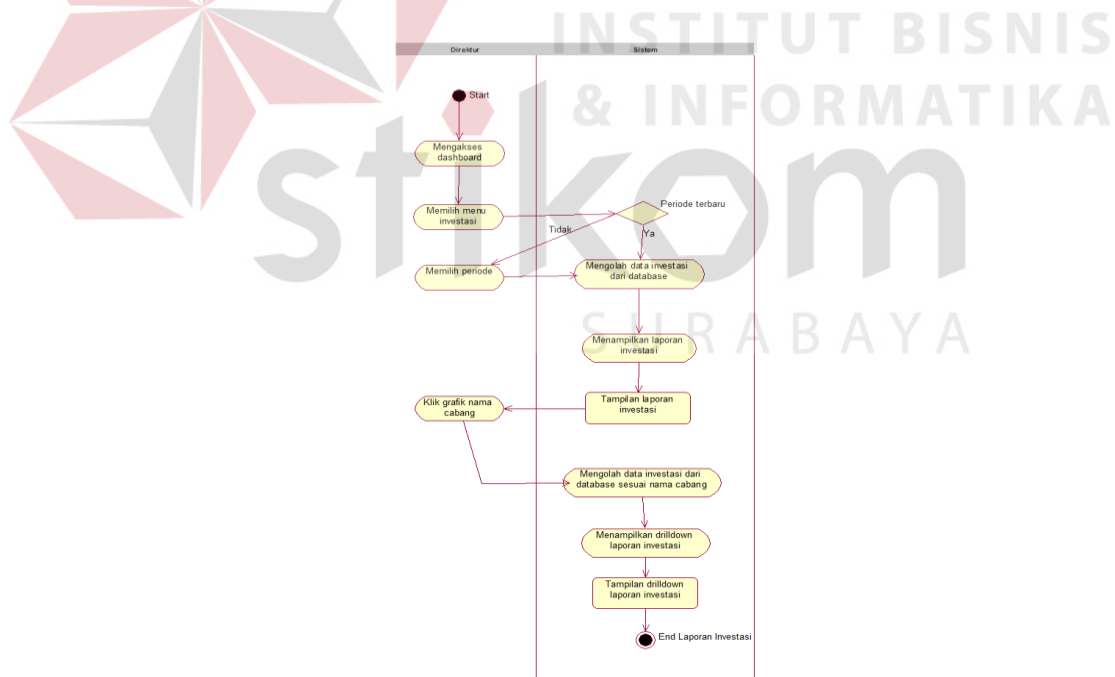 INSTITUT BISNIS
& INFORMATIKA
stikom
SURABAYA
Direktur
Sistem
Start
Mengakses
dashboard
Memilih menu
investasi
Periode terbaru
Tidak
Ya
Memilih periode
Mengolah data investasi
dari database
Menampilkan laporan
investasi
Tampilan laporan
investasi
Klik grafik nama
cabang
Mengolah data investasi dari
database sesuai nama cabang
Menampilkan drilldown
laporan investasi
Tampilan drilldown
laporan investasi
End Laporan Investasi